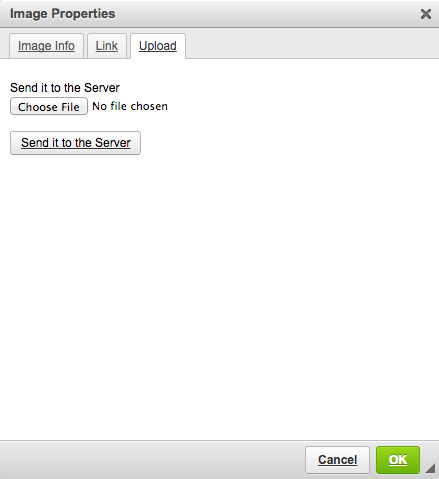 Image Properties
Image Info Link Upload
Send it to the Server
Choose File No file chosen
Send it to the Server
Cancel OK